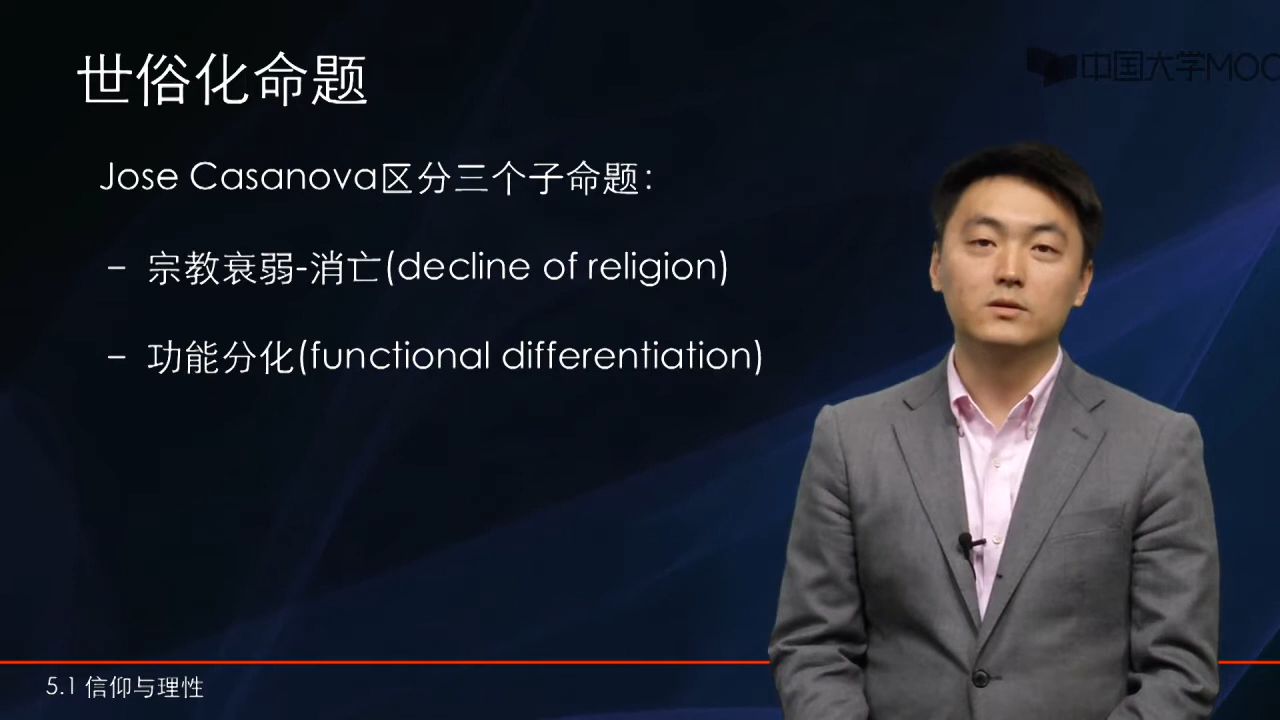 世俗化命题
中国大学MOO
Jose Casanova区分三个子命题：
– 宗教衰弱-消亡(decline of religion)
– 功能分化(functional differentiation)
5.1 信仰与理性